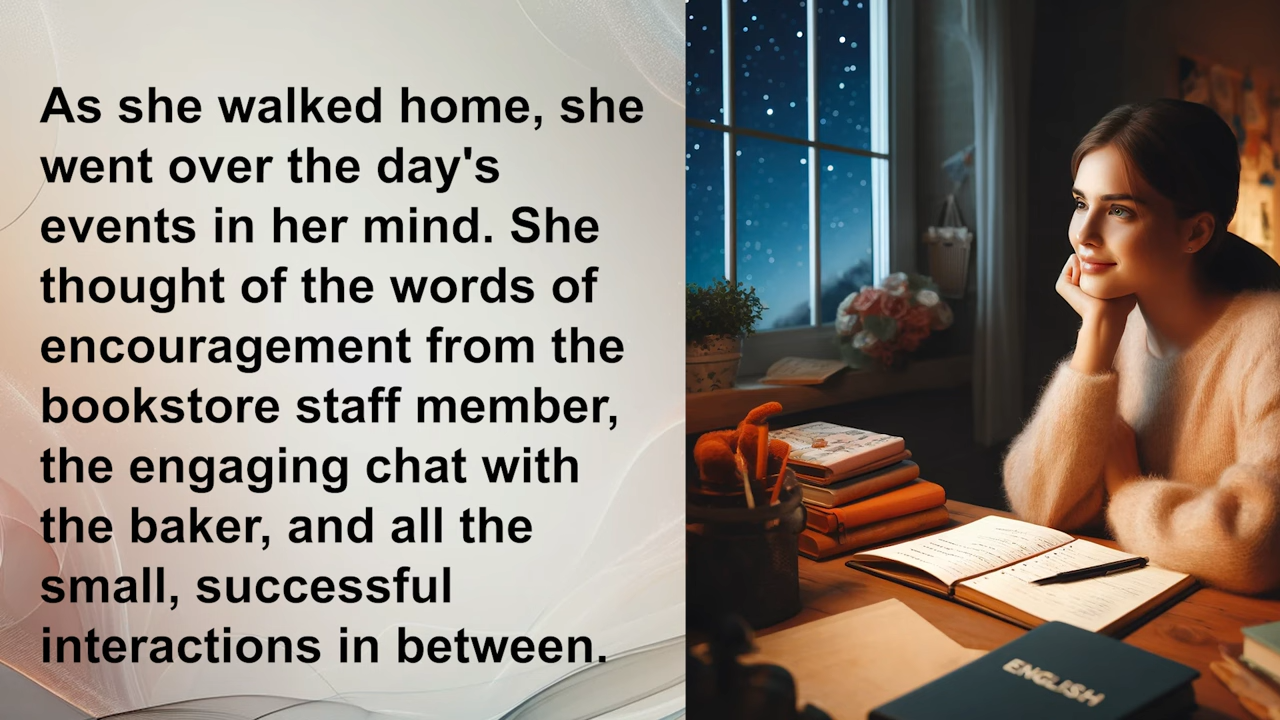 As she walked home, she
went over the day's
events in her mind. She
thought of the words of
encouragement from the
bookstore staff member,
the engaging chat with
the baker, and all the
small, successful
interactions in between.
ENGLISH